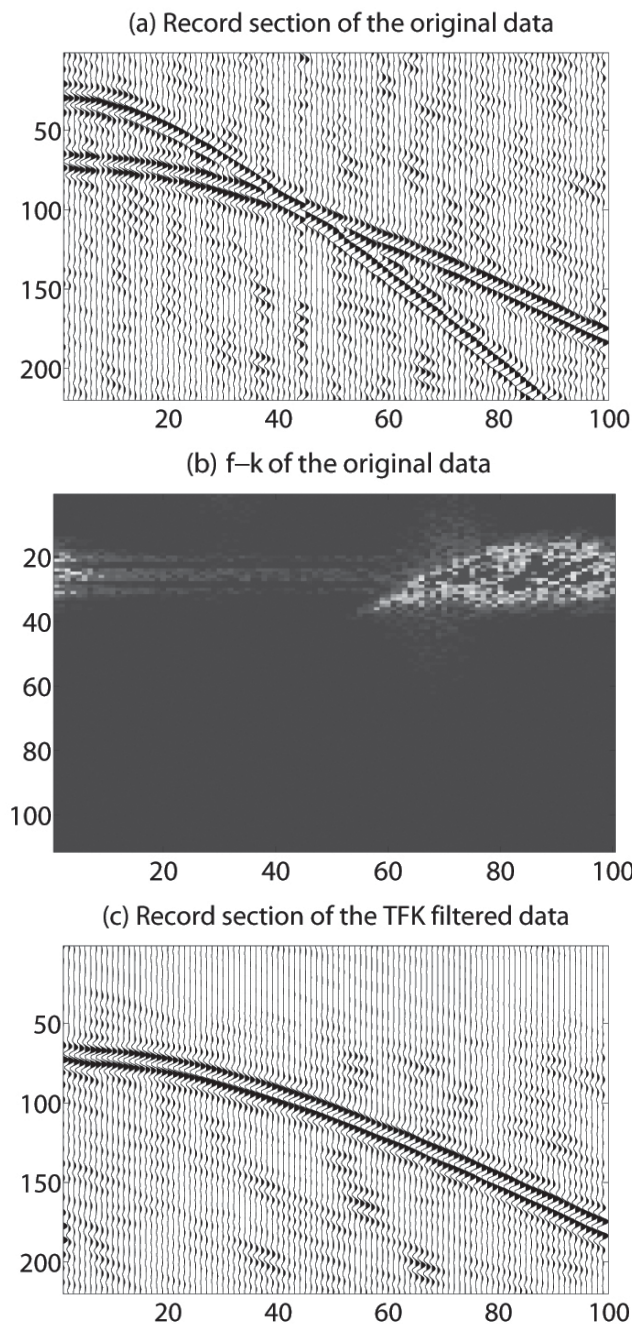 (a) Record section of the original data
50
100
150
200
20 40 60 80 100
(b) f–k of the original data
20
40
60
80
100
20 40 60 80 100
(c) Record section of the TFK filtered data
50
100
150
200
20 40 60 80 100